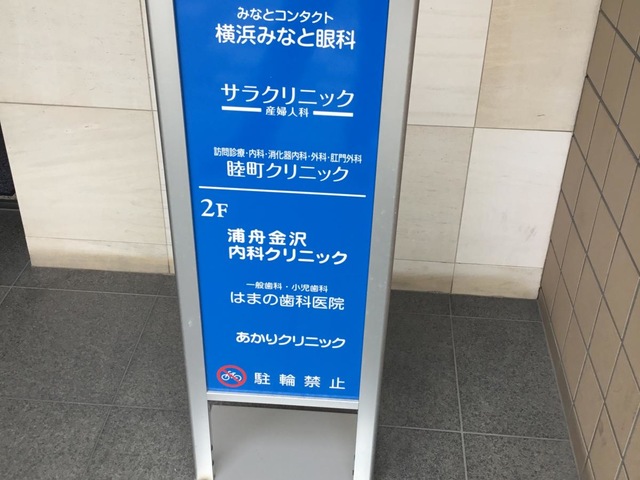 みなとコンタクト
横浜みなと眼科
サラクリニック
産婦人科
訪問診療・内科・消化器内科・外科・肛門外科
睦町クリニック
2F
浦舟金沢
内科クリニック
一般歯科・小児歯科
はまの歯科医院
あかりクリニック
駐輪禁止